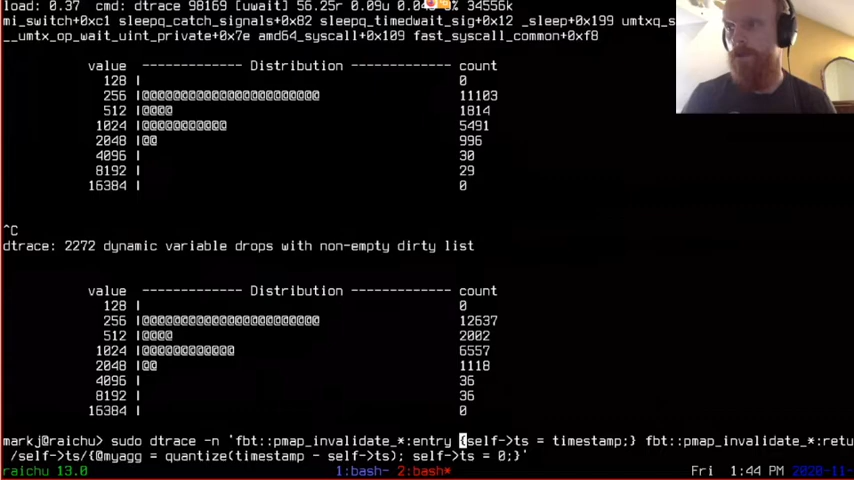 load: 0.37  cmd: dtrace 98169 [uwait] 56.25r 0.09u 0% 34556k
mi_switch+0xc1 sleepq_catch_signals+0x82 sleepq_timedwait_sig+0x12 _sleep+0x199 umtxq_s
__umtx_op_wait_uint_private+0x7e amd64_syscall+0x109 fast_syscall_common+0xf8
value  ------------- Distribution ------------- count
128 | 0
256 |@@@@@@@@@@@@@@@@@@@@@@@ 11103
512 |@@@@ 1814
1024 |@@@@@@@@@@@ 5491
2048 |@@ 996
4096 | 30
8192 | 29
16384 | 0
^C
dtrace: 2272 dynamic variable drops with non-empty dirty list
value  ------------- Distribution ------------- count
128 | 0
256 |@@@@@@@@@@@@@@@@@@@@@@@ 12637
512 |@@@@ 2002
1024 |@@@@@@@@@@@@ 6557
2048 |@@ 1118
4096 | 36
8192 | 36
16384 | 0
markj@raichu> sudo dtrace -n 'fbt::pmap_invalidate_*:entry {self->ts = timestamp;} fbt::pmap_invalidate_*:retu
/self->ts/{@myagg = quantize(timestamp - self->ts); self->ts = 0;}'
raichu 13.0 1:bash- 2:bash* Fri  1:44 PM 2020-11-